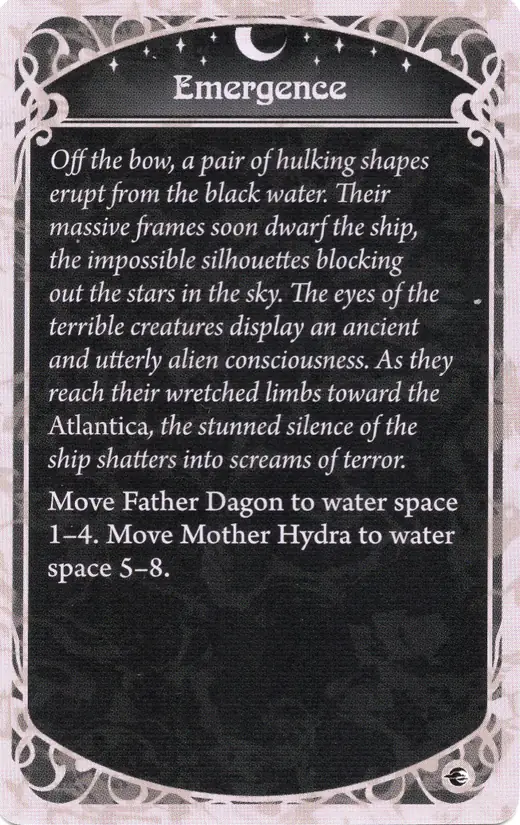 Emergence
Off the bow, a pair of hulking shapes
erupt from the black water. Their
massive frames soon dwarf the ship,
the impossible silhouettes blocking
out the stars in the sky. The eyes of the
terrible creatures display an ancient
and utterly alien consciousness. As they
reach their wretched limbs toward the
Atlantica, the stunned silence of the
ship shatters into screams of terror.
Move Father Dagon to water space
1–4. Move Mother Hydra to water
space 5–8.